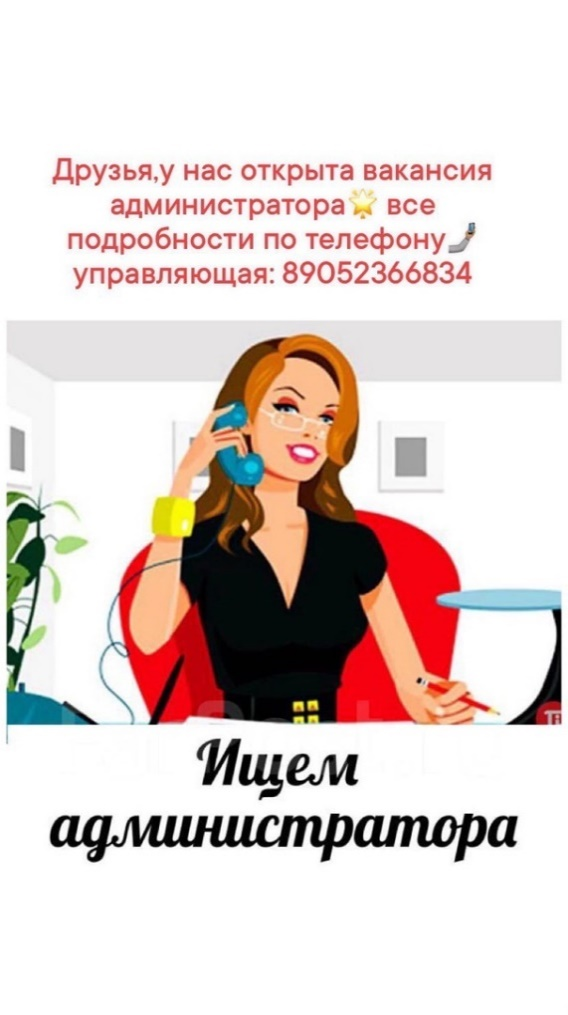 Друзья,у нас открыта вакансия
администратора🌟 все
подробности по телефону🤳
управляющая: 89052366834
Ищем
администратора